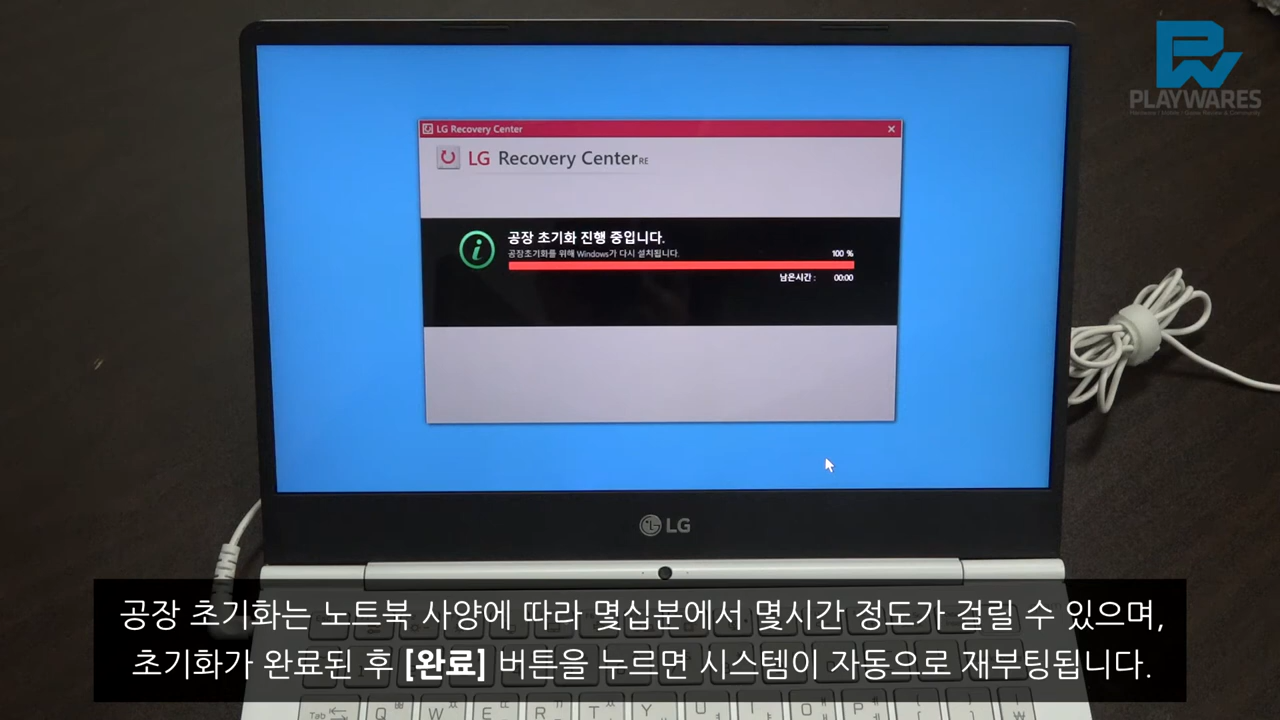 PLAYWARES
LG Recovery Center
LG Recovery Center RE
공장 초기화 진행 중입니다.
공장초기화를 위해 Windows가 다시 설치됩니다.
100 %
남은시간 : 00:00
LG
공장 초기화는 노트북 사양에 따라 몇십분에서 몇시간 정도가 걸릴 수 있으며,
초기화가 완료된 후 [완료] 버튼을 누르면 시스템이 자동으로 재부팅됩니다.
Tab Q W E R T Y U I O P